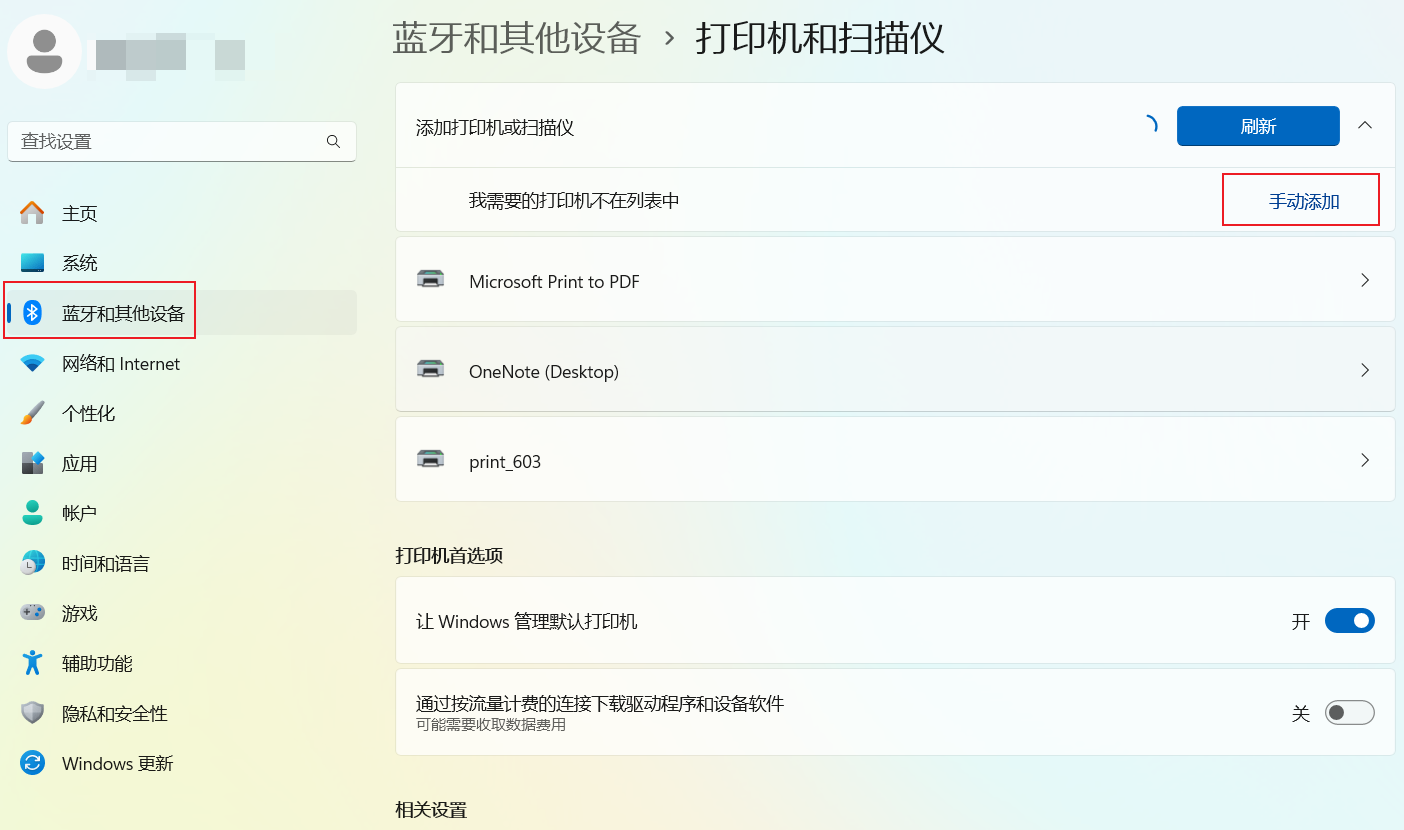 蓝牙和其他设备 › 打印机和扫描仪
查找设置
主页
系统
蓝牙和其他设备
网络和 Internet
个性化
应用
帐户
时间和语言
游戏
辅助功能
隐私和安全性
Windows 更新
添加打印机或扫描仪
刷新
我需要的打印机不在列表中
手动添加
Microsoft Print to PDF
OneNote (Desktop)
print_603
打印机首选项
让 Windows 管理默认打印机
开
通过按流量计费的连接下载驱动程序和设备软件
可能需要收取数据费用
关
相关设置